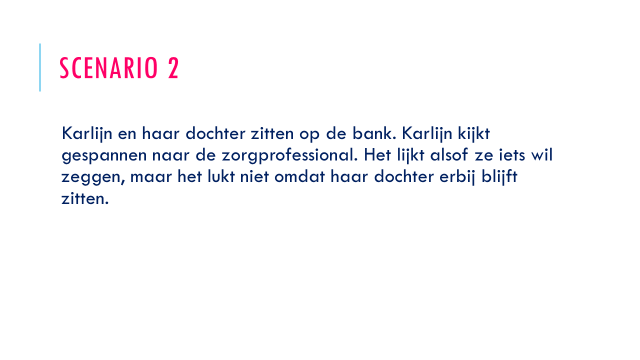 SCENARIO 2
Karlijn en haar dochter zitten op de bank. Karlijn kijkt
gespannen naar de zorgprofessional. Het lijkt alsof ze iets wil
zeggen, maar het lukt niet omdat haar dochter erbij blijft
zitten.